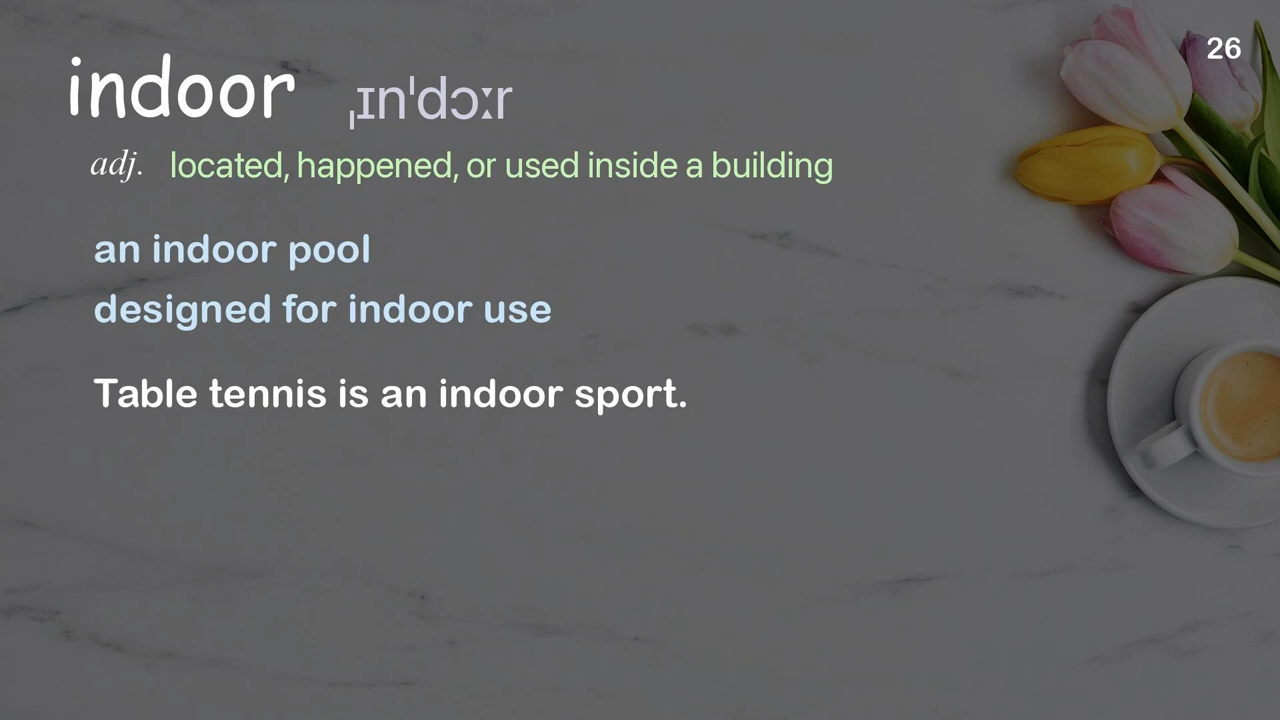 26
indoor ˌɪnˈdɔːr
adj. located, happened, or used inside a building
an indoor pool
designed for indoor use
Table tennis is an indoor sport.